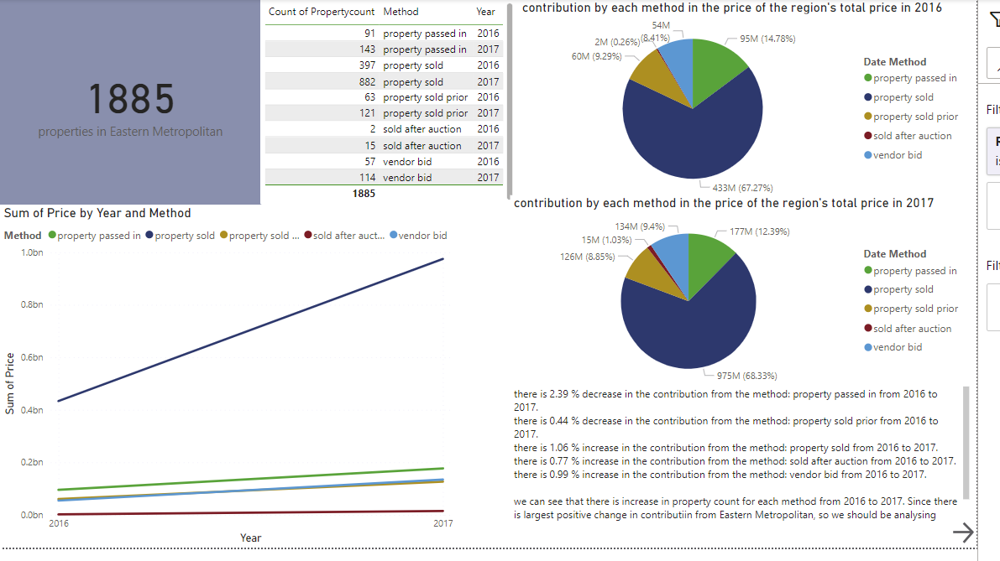 1885
properties in Eastern Metropolitan
Count of Propertycount Method Year
91 property passed in 2016
143 property passed in 2017
397 property sold 2016
882 property sold 2017
63 property sold prior 2016
121 property sold prior 2017
2 sold after auction 2016
15 sold after auction 2017
57 vendor bid 2016
114 vendor bid 2017
1885
contribution by each method in the price of the region's total price in 2016
54M
(8.41%)
2M (0.26%)
60M (9.29%)
95M (14.78%)
433M (67.27%)
Date Method
property passed in
property sold
property sold prior
sold after auction
vendor bid
contribution by each method in the price of the region's total price in 2017
134M (9.4%)
15M (1.03%)
126M (8.85%)
177M (12.39%)
975M (68.33%)
Date Method
property passed in
property sold
property sold prior
sold after auction
vendor bid
Sum of Price by Year and Method
Method property passed in property sold property sold ... sold after auct... vendor bid
1.0bn
0.8bn
0.6bn
0.4bn
0.2bn
0.0bn
Sum of Price
2016
2017
Year
there is 2.39 % decrease in the contribution from the method: property passed in from 2016 to
2017.
there is 0.44 % decrease in the contribution from the method: property sold prior from 2016 to
2017.
there is 1.06 % increase in the contribution from the method: property sold from 2016 to 2017.
there is 0.77 % increase in the contribution from the method: sold after auction from 2016 to 2017.
there is 0.99 % increase in the contribution from the method: vendor bid from 2016 to 2017.
we can see that there is increase in property count for each method from 2016 to 2017. Since there
is largest positive change in contributiin from Eastern Metropolitan, so we should be analysing